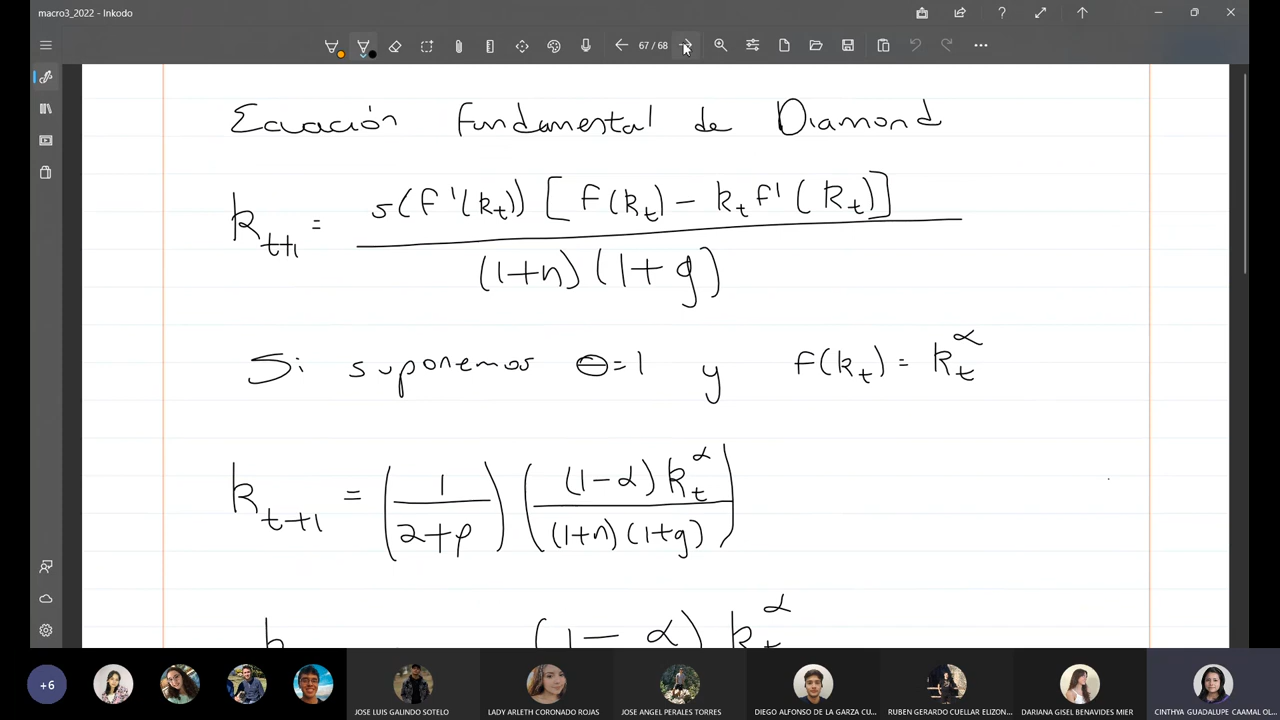 macro3_2022 - Inkodo
67 / 68
Ecuación Fundamental de Diamond
k_{t+1} = s(f'(k_t)) [f(k_t) - k_t f'(k_t)] / (1+n)(1+g)
Si suponemos θ=1 y f(k_t) = k_t^α
k_{t+1} = (1 / 2+ρ) ((1-α) k_t^α / (1+n)(1+g))
(1 - α) k_t^α
+6
JOSE LUIS GALINDO SOTELO
LADY ARLETH CORONADO ROJAS
JOSE ANGEL PERALES TORRES
DIEGO ALFONSO DE LA GARZA CU...
RUBEN GERARDO CUELLAR ELIZON...
DARIANA GISEL BENAVIDES MIER
CINTHYA GUADALUPE CAAMAL OL...